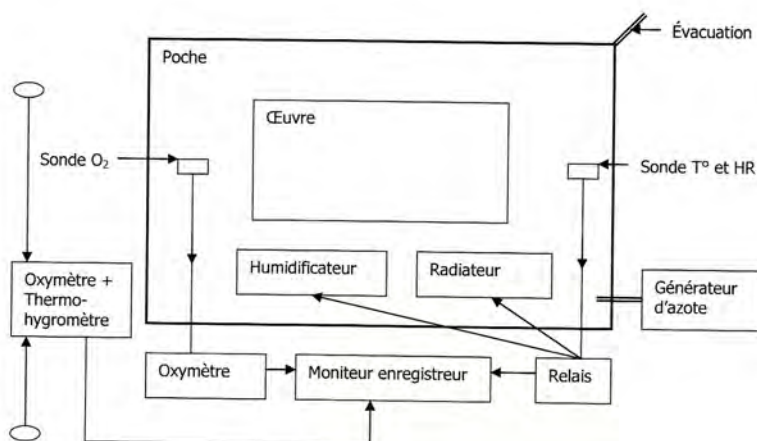 Évacuation
Poche
Œuvre
Sonde O₂
Sonde T° et HR
Humidificateur
Radiateur
Oxymètre +
Thermo-
hygromètre
Générateur
d'azote
Oxymètre
Moniteur enregistreur
Relais